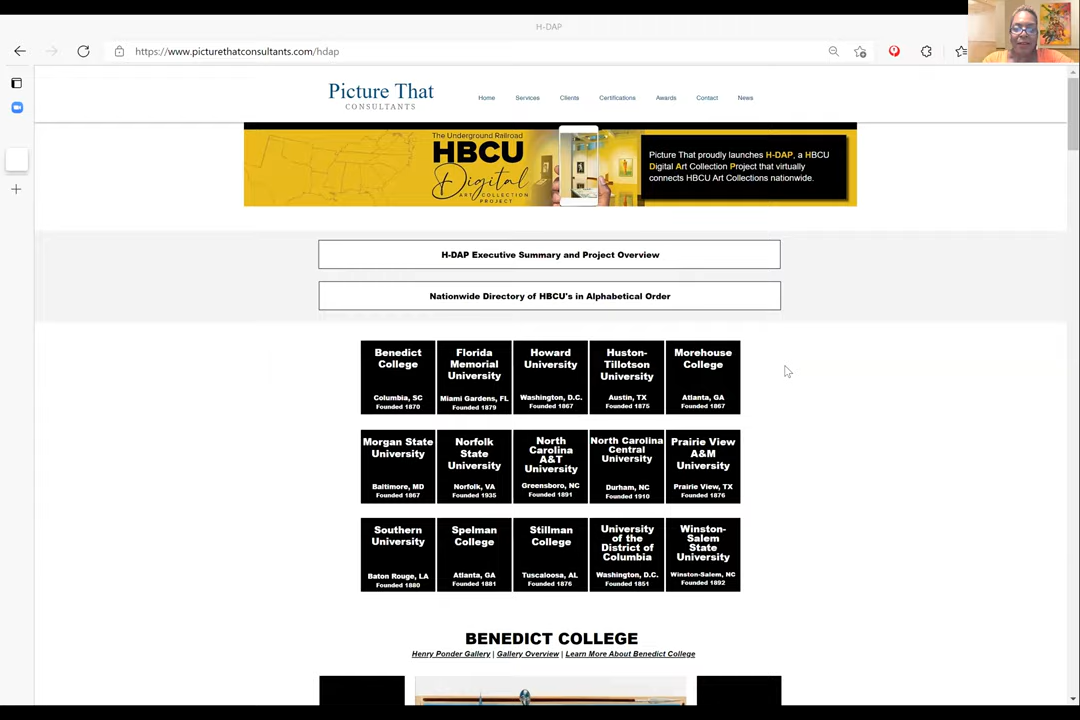 H-DAP
https://www.picturethatconsultants.com/hdap
Picture That
CONSULTANTS
Home
Services
Clients
Certifications
Awards
Contact
News
The Underground Railroad
HBCU
Digital
ART COLLECTION
PROJECT
Picture That proudly launches H-DAP, a HBCU
Digital Art Collection Project that virtually
connects HBCU Art Collections nationwide.
H-DAP Executive Summary and Project Overview
Nationwide Directory of HBCU's in Alphabetical Order
Benedict
College
Columbia, SC
Founded 1870
Florida
Memorial
University
Miami Gardens, FL
Founded 1879
Howard
University
Washington, D.C.
Founded 1867
Huston-
Tillotson
University
Austin, TX
Founded 1875
Morehouse
College
Atlanta, GA
Founded 1867
Morgan State
University
Baltimore, MD
Founded 1867
Norfolk
State
University
Norfolk, VA
Founded 1935
North
Carolina
A&T
University
Greensboro, NC
Founded 1891
North Carolina
Central
University
Durham, NC
Founded 1910
Prairie View
A&M
University
Prairie View, TX
Founded 1876
Southern
University
Baton Rouge, LA
Founded 1880
Spelman
College
Atlanta, GA
Founded 1881
Stillman
College
Tuscaloosa, AL
Founded 1876
University
of the
District of
Columbia
Washington, D.C.
Founded 1851
Winston-
Salem
State
University
Winston-Salem, NC
Founded 1892
BENEDICT COLLEGE
Henry Ponder Gallery | Gallery Overview | Learn More About Benedict College